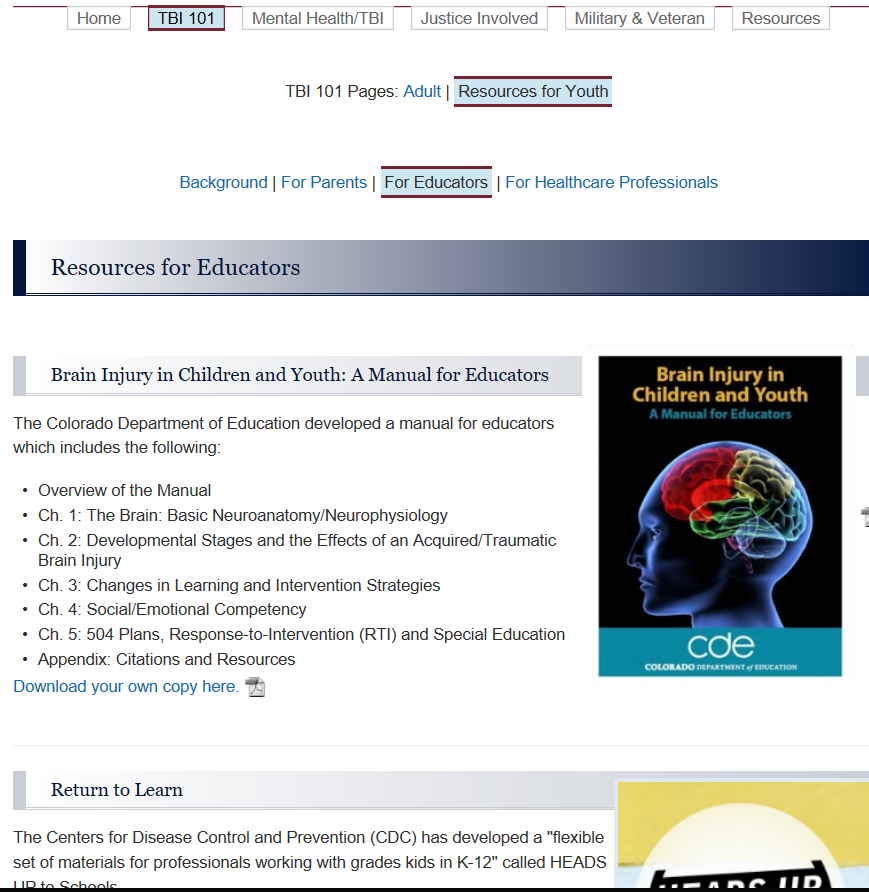 Home TBI 101 Mental Health/TBI Justice Involved Military & Veteran Resources
TBI 101 Pages: Adult | Resources for Youth
Background | For Parents | For Educators | For Healthcare Professionals
Resources for Educators
Brain Injury in Children and Youth: A Manual for Educators
The Colorado Department of Education developed a manual for educators
which includes the following:
• Overview of the Manual
• Ch. 1: The Brain: Basic Neuroanatomy/Neurophysiology
• Ch. 2: Developmental Stages and the Effects of an Acquired/Traumatic
Brain Injury
• Ch. 3: Changes in Learning and Intervention Strategies
• Ch. 4: Social/Emotional Competency
• Ch. 5: 504 Plans, Response-to-Intervention (RTI) and Special Education
• Appendix: Citations and Resources
Download your own copy here.
Brain Injury in
Children and Youth
A Manual for Educators
cde
COLORADO DEPARTMENT of EDUCATION
Return to Learn
The Centers for Disease Control and Prevention (CDC) has developed a "flexible
set of materials for professionals working with grades kids in K-12" called HEADS
UP to Schools
HEADS UP